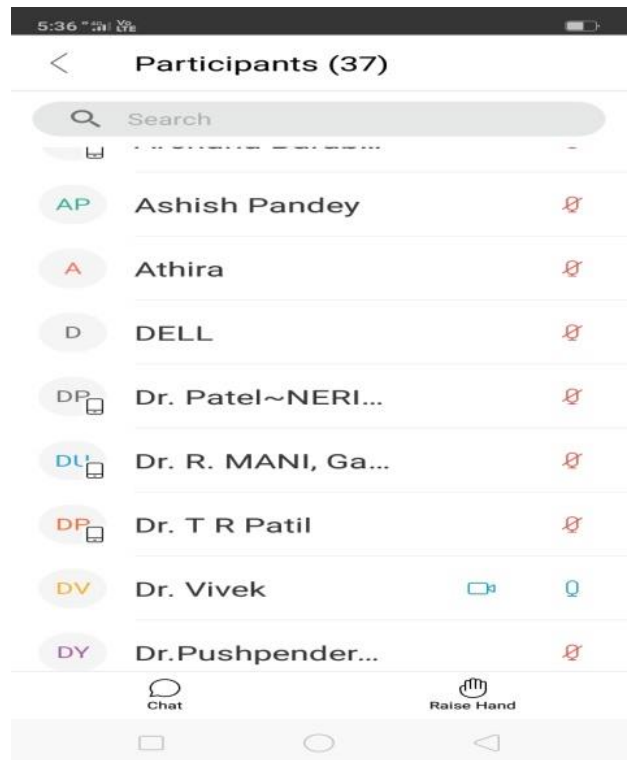 5:36
Participants (37)
Search
AP Ashish Pandey
A Athira
D DELL
DP Dr. Patel~NERI...
DU Dr. R. MANI, Ga...
DP Dr. T R Patil
DV Dr. Vivek
DY Dr.Pushpender...
Chat Raise Hand